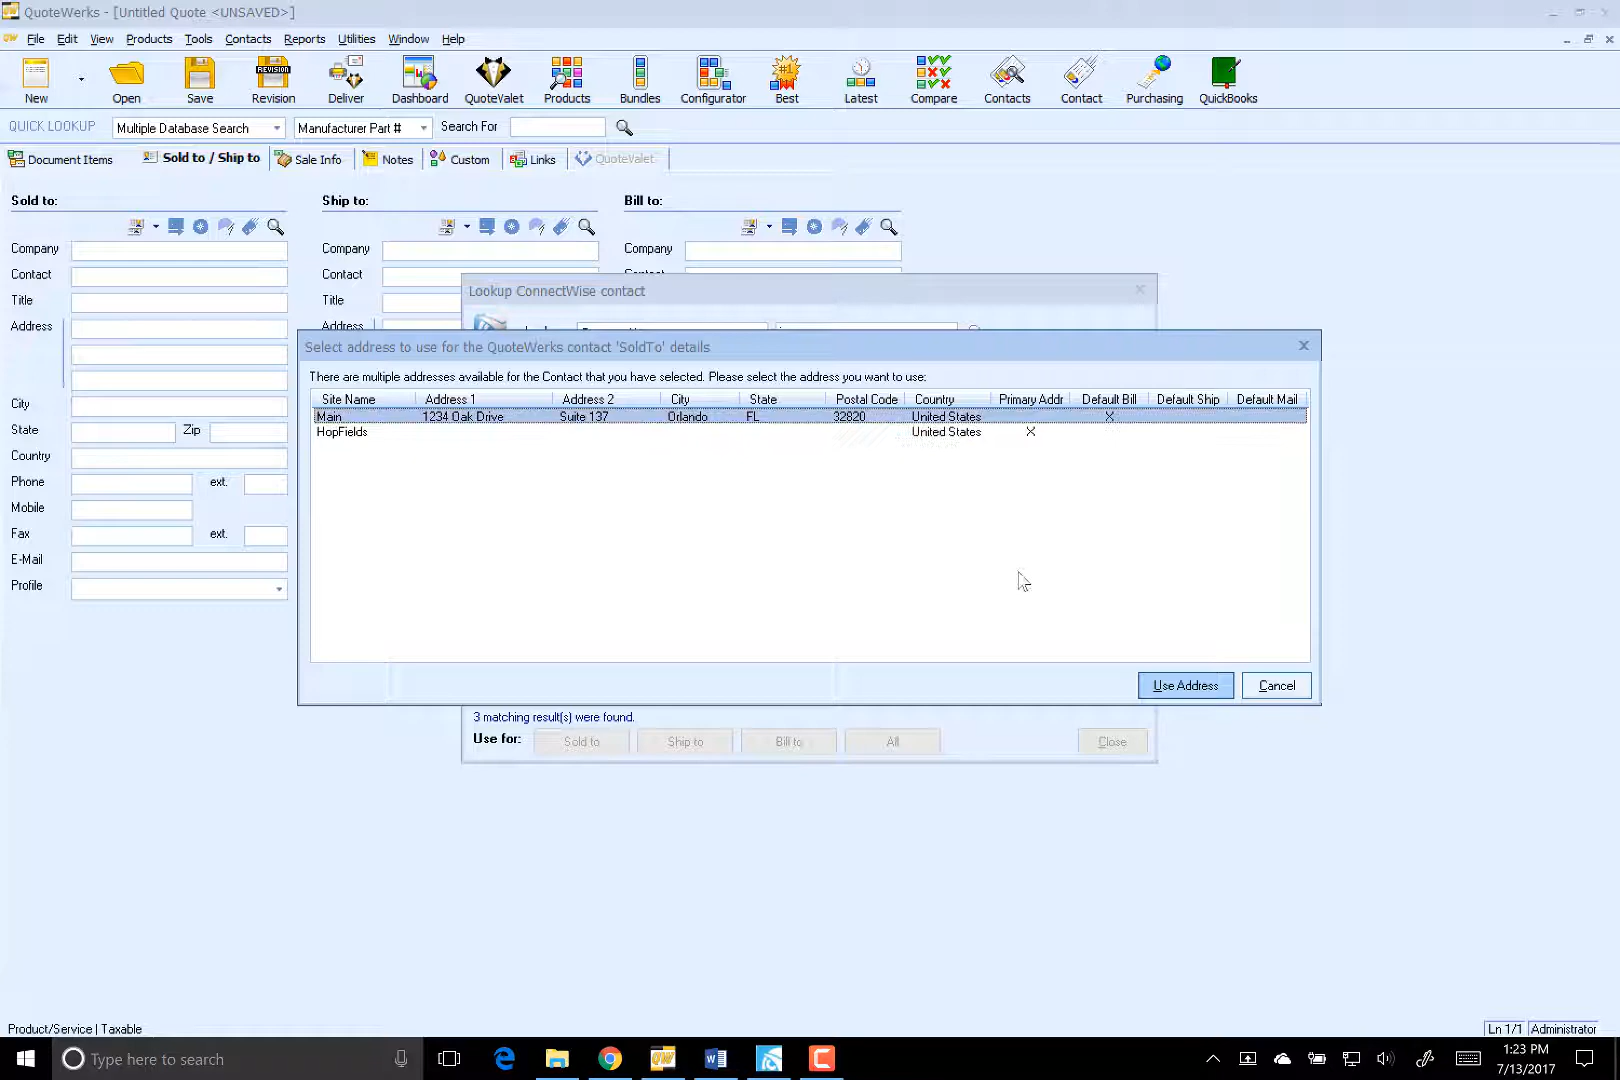 QuoteWerks - [Untitled Quote <UNSAVED>]
File Edit View Products Tools Contacts Reports Utilities Window Help
New Open Save Revision Deliver Dashboard QuoteValet Products Bundles Configurator Best Latest Compare Contacts Contact Purchasing QuickBooks
QUICK LOOKUP Multiple Database Search Manufacturer Part # Search For
Document Items Sold to / Ship to Sale Info Notes Custom Links QuoteValet
Sold to: Ship to: Bill to:
Company Company Company
Contact Contact
Title Title
Address Address
City
State Zip
Country
Phone ext.
Mobile
Fax ext.
E-Mail
Profile
Lookup ConnectWise contact
Select address to use for the QuoteWerks contact 'SoldTo' details
There are multiple addresses available for the Contact that you have selected. Please select the address you want to use:
Site Name Address 1 Address 2 City State Postal Code Country Primary Addr Default Bill Default Ship Default Mail
Main 1234 Oak Drive Suite 137 Orlando FL 32820 United States X
HopFields United States X
Use Address Cancel
3 matching result(s) were found.
Use for: Sold to Ship to Bill to All Close
Product/Service | Taxable Ln 1/1 Administrator
Type here to search
1:23 PM
7/13/2017